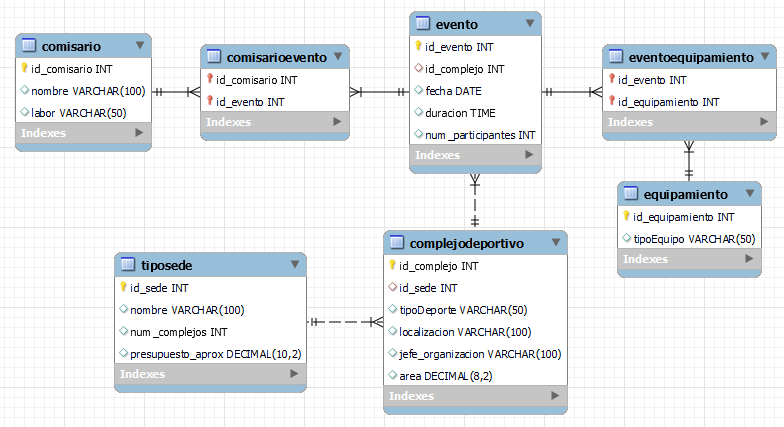 comisario
id_comisario INT
nombre VARCHAR(100)
labor VARCHAR(50)
Indexes
comisarioevento
id_comisario INT
id_evento INT
Indexes
evento
id_evento INT
id_complejo INT
fecha DATE
duracion TIME
num_participantes INT
Indexes
eventoequipamiento
id_evento INT
id_equipamiento INT
Indexes
equipamiento
id_equipamiento INT
tipoEquipo VARCHAR(50)
Indexes
tiposede
id_sede INT
nombre VARCHAR(100)
num_complejos INT
presupuesto_aprox DECIMAL(10,2)
Indexes
complejodeportivo
id_complejo INT
id_sede INT
tipoDeporte VARCHAR(50)
localizacion VARCHAR(100)
jefe_organizacion VARCHAR(100)
area DECIMAL(8,2)
Indexes